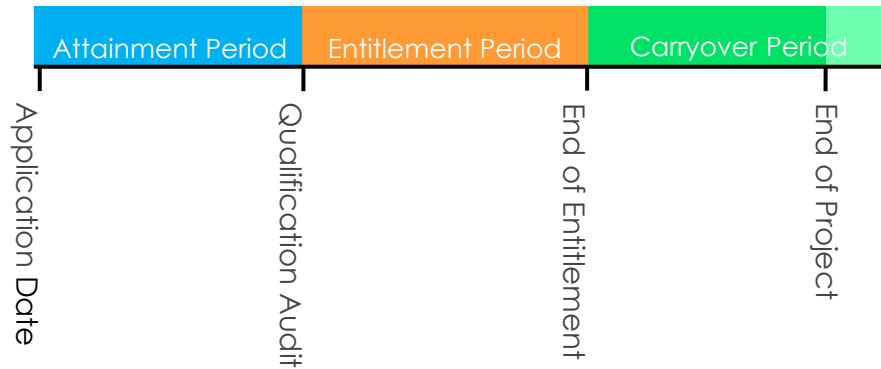 Attainment Period
Entitlement Period
Carryover Period
Application Date
Qualification Audit
End of Entitlement
End of Project